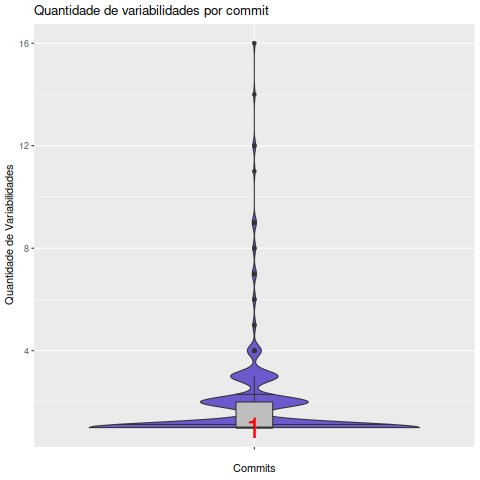 Quantidade de variabilidades por commit
16
12
8
4
Quantidade de Variabilidades
1
Commits